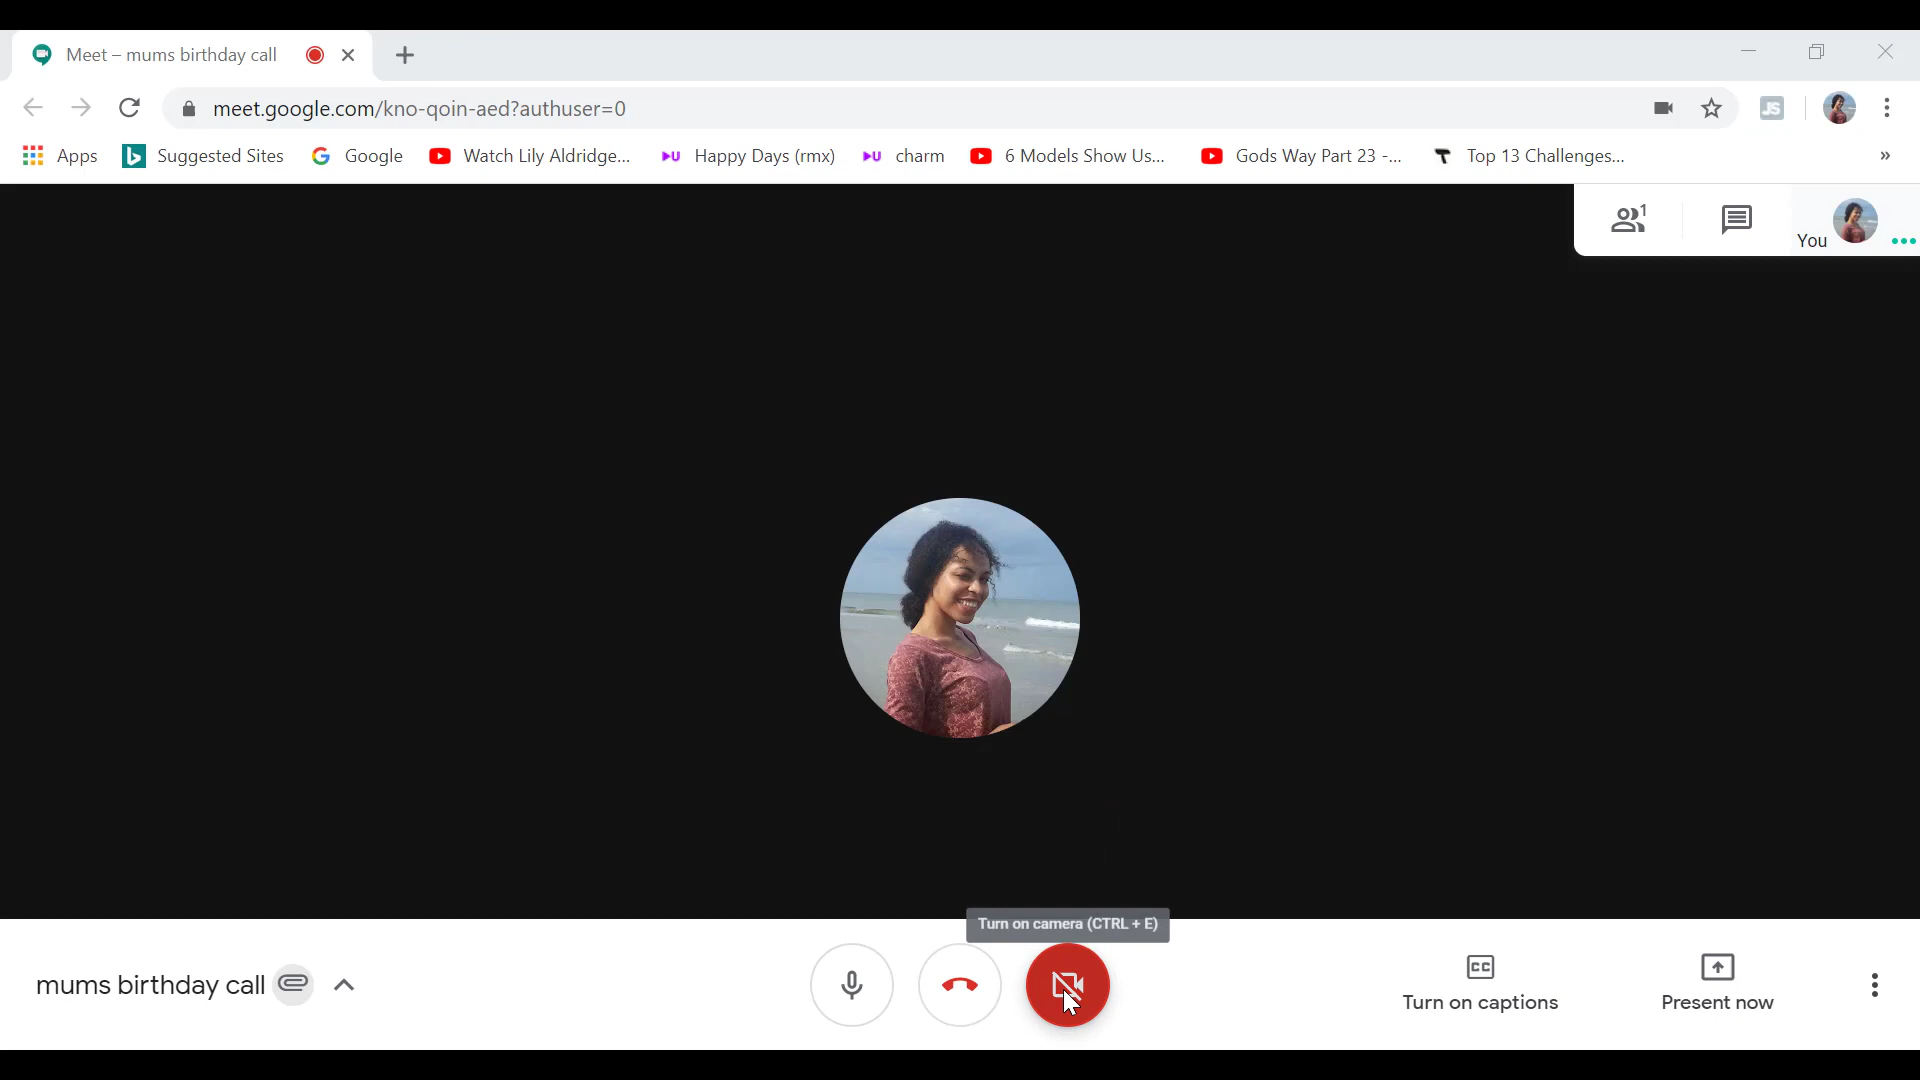 Meet – mums birthday call
meet.google.com/kno-qoin-aed?authuser=0
JS
Apps Suggested Sites Google Watch Lily Aldridge... Happy Days (rmx) charm 6 Models Show Us... Gods Way Part 23 -... Top 13 Challenges... »
1
You
Turn on camera (CTRL + E)
mums birthday call
CC
Turn on captions
Present now